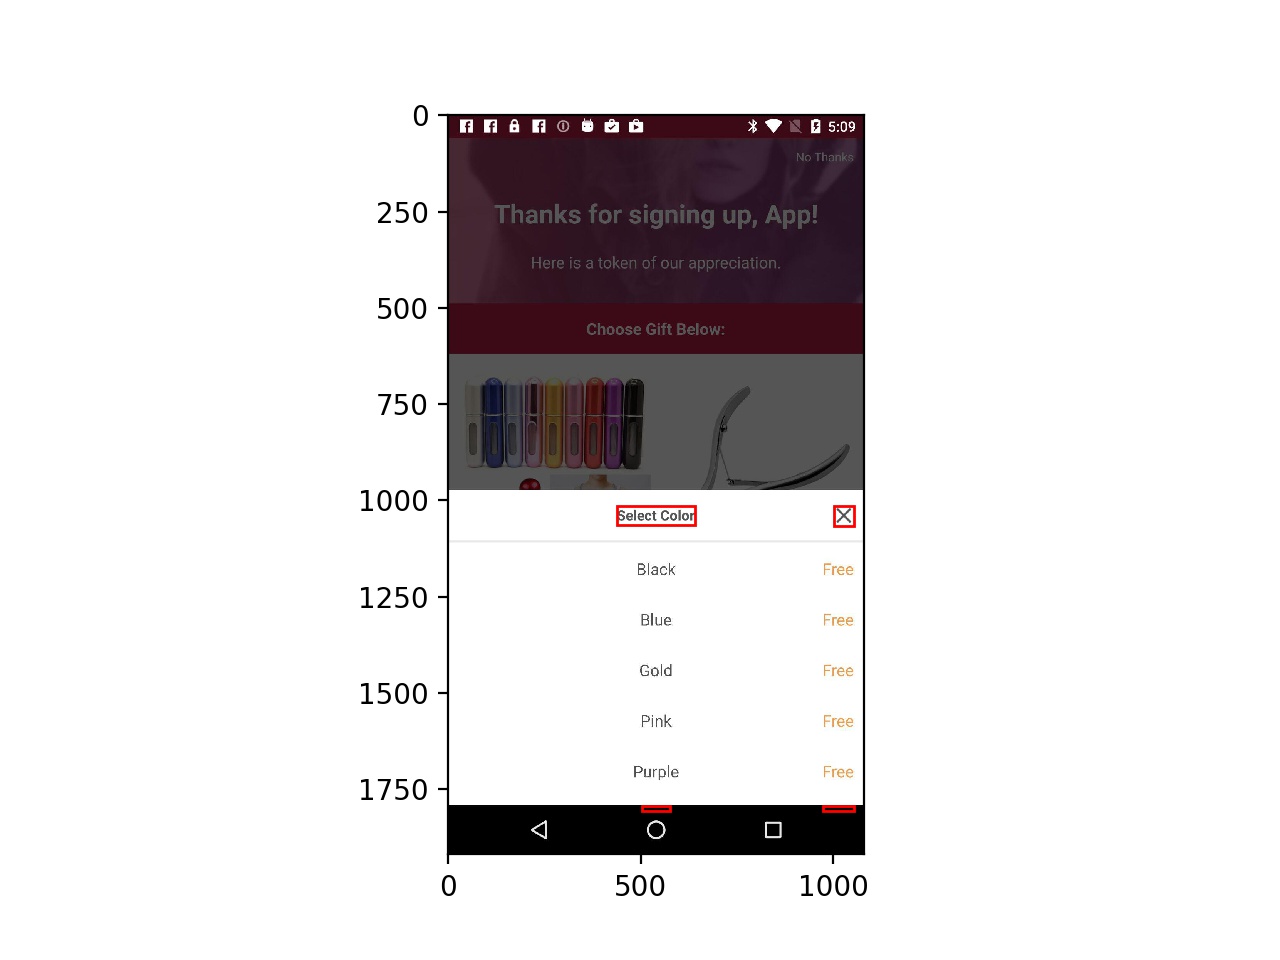 0
250
500
750
1000
1250
1500
1750
0
500
1000
5:09
No Thanks
Thanks for signing up, App!
Here is a token of our appreciation.
Choose Gift Below:
Select Color
Black Free
Blue Free
Gold Free
Pink Free
Purple Free